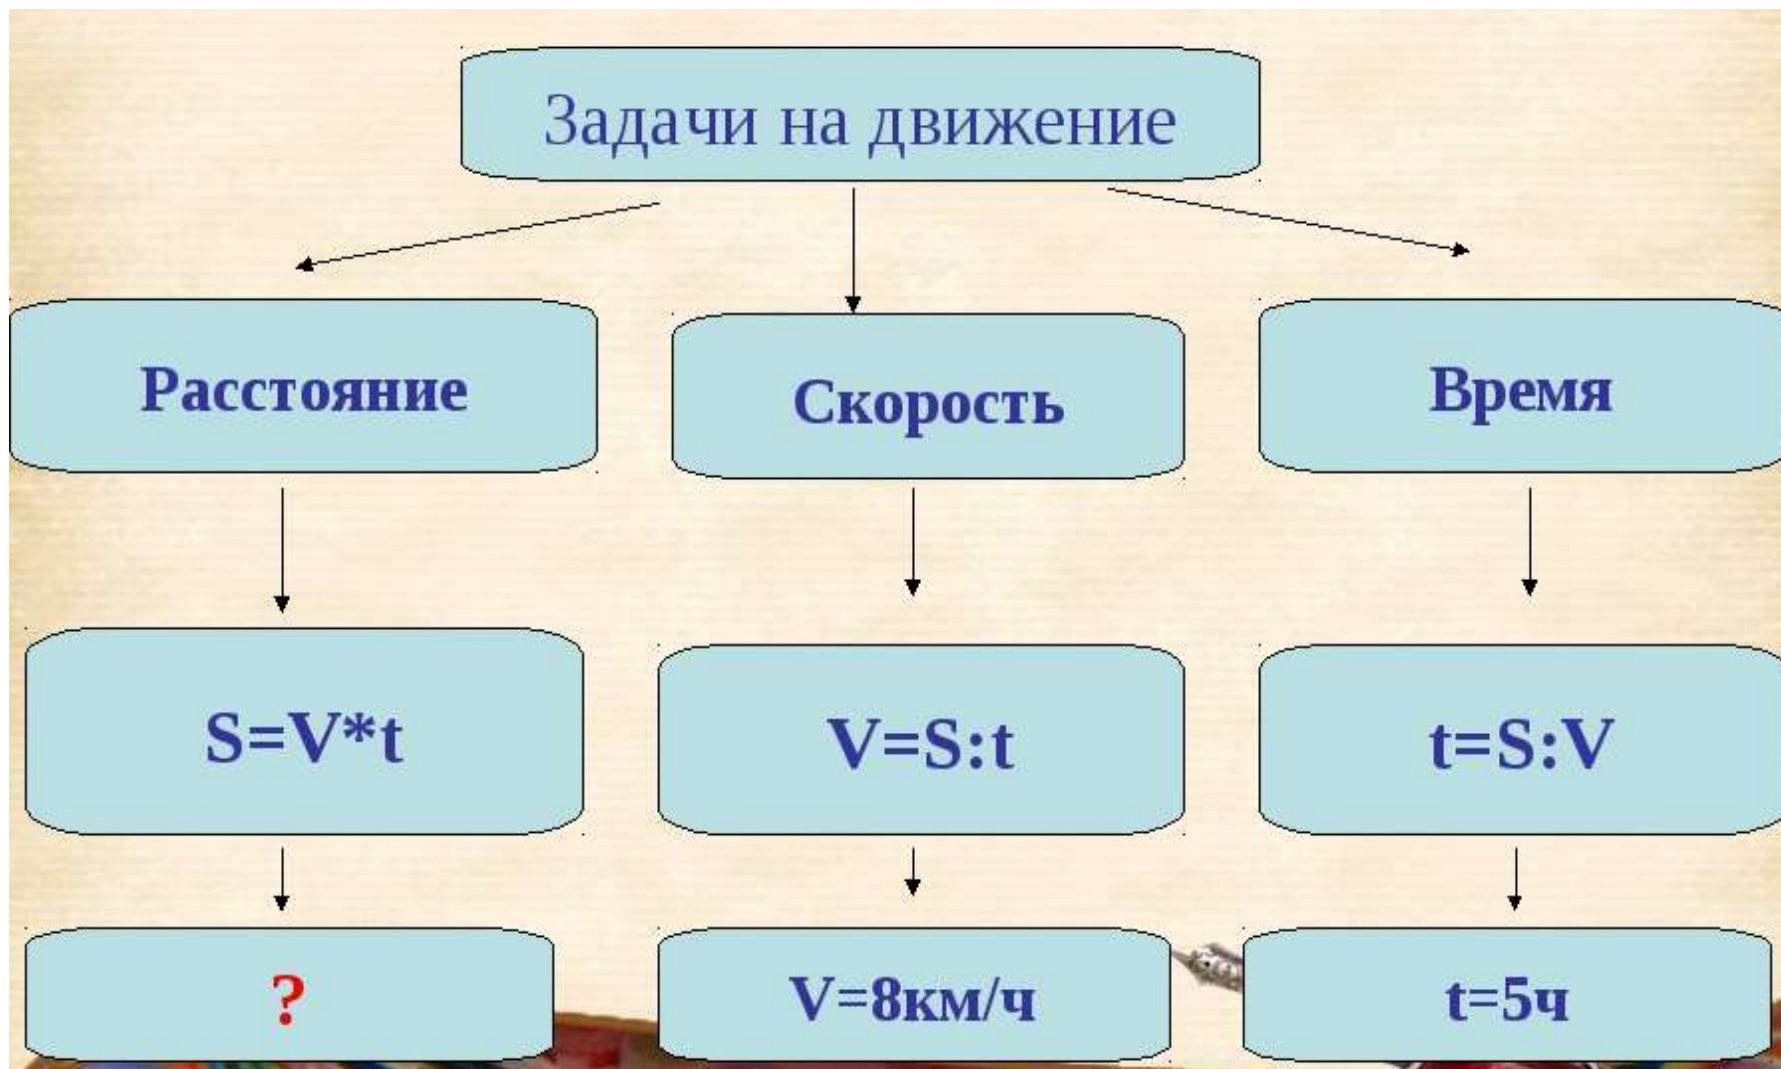 Задачи на движение
Расстояние
Скорость
Время
S=V*t
V=S:t
t=S:V
?
V=8км/ч
t=5ч